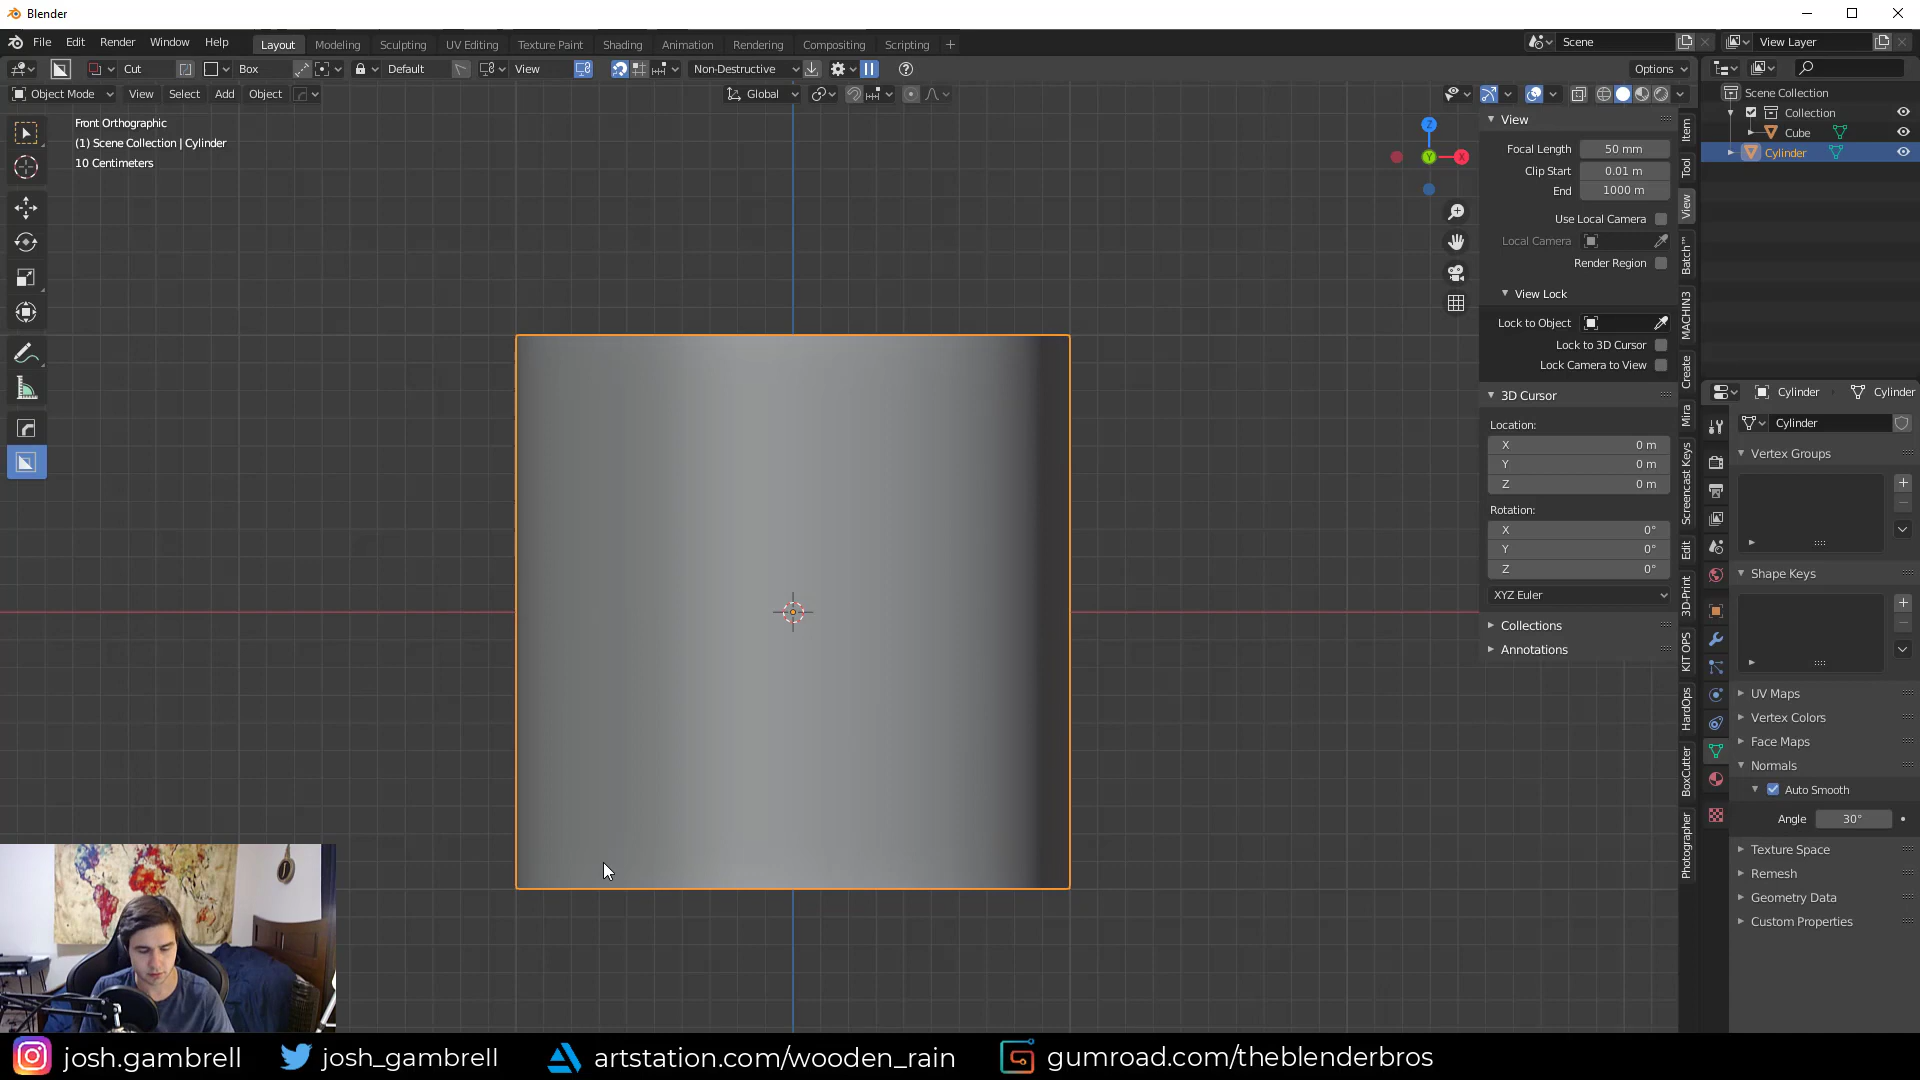 Blender
File Edit Render Window Help
Layout Modeling Sculpting UV Editing Texture Paint Shading Animation Rendering Compositing Scripting +
Scene
View Layer
Cut Box Default View Non-Destructive
Options
Object Mode View Select Add Object
Global
Front Orthographic
(1) Scene Collection | Cylinder
10 Centimeters
Z
Y
X
View
Focal Length 50 mm
Clip Start 0.01 m
End 1000 m
Use Local Camera
Local Camera
Render Region
View Lock
Lock to Object
Lock to 3D Cursor
Lock Camera to View
3D Cursor
Location:
X 0 m
Y 0 m
Z 0 m
Rotation:
X 0°
Y 0°
Z 0°
XYZ Euler
Collections
Annotations
Item
Tool
View
Batch™
MACHIN3
Create
Mira
Screencast Keys
Edit
3D-Print
KIT OPS
HardOps
BoxCutter
Photographer
Scene Collection
Collection
Cube
Cylinder
Cylinder Cylinder
Cylinder
Vertex Groups
Shape Keys
UV Maps
Vertex Colors
Face Maps
Normals
Auto Smooth
Angle 30°
Texture Space
Remesh
Geometry Data
Custom Properties
josh.gambrell josh_gambrell artstation.com/wooden_rain gumroad.com/theblenderbros